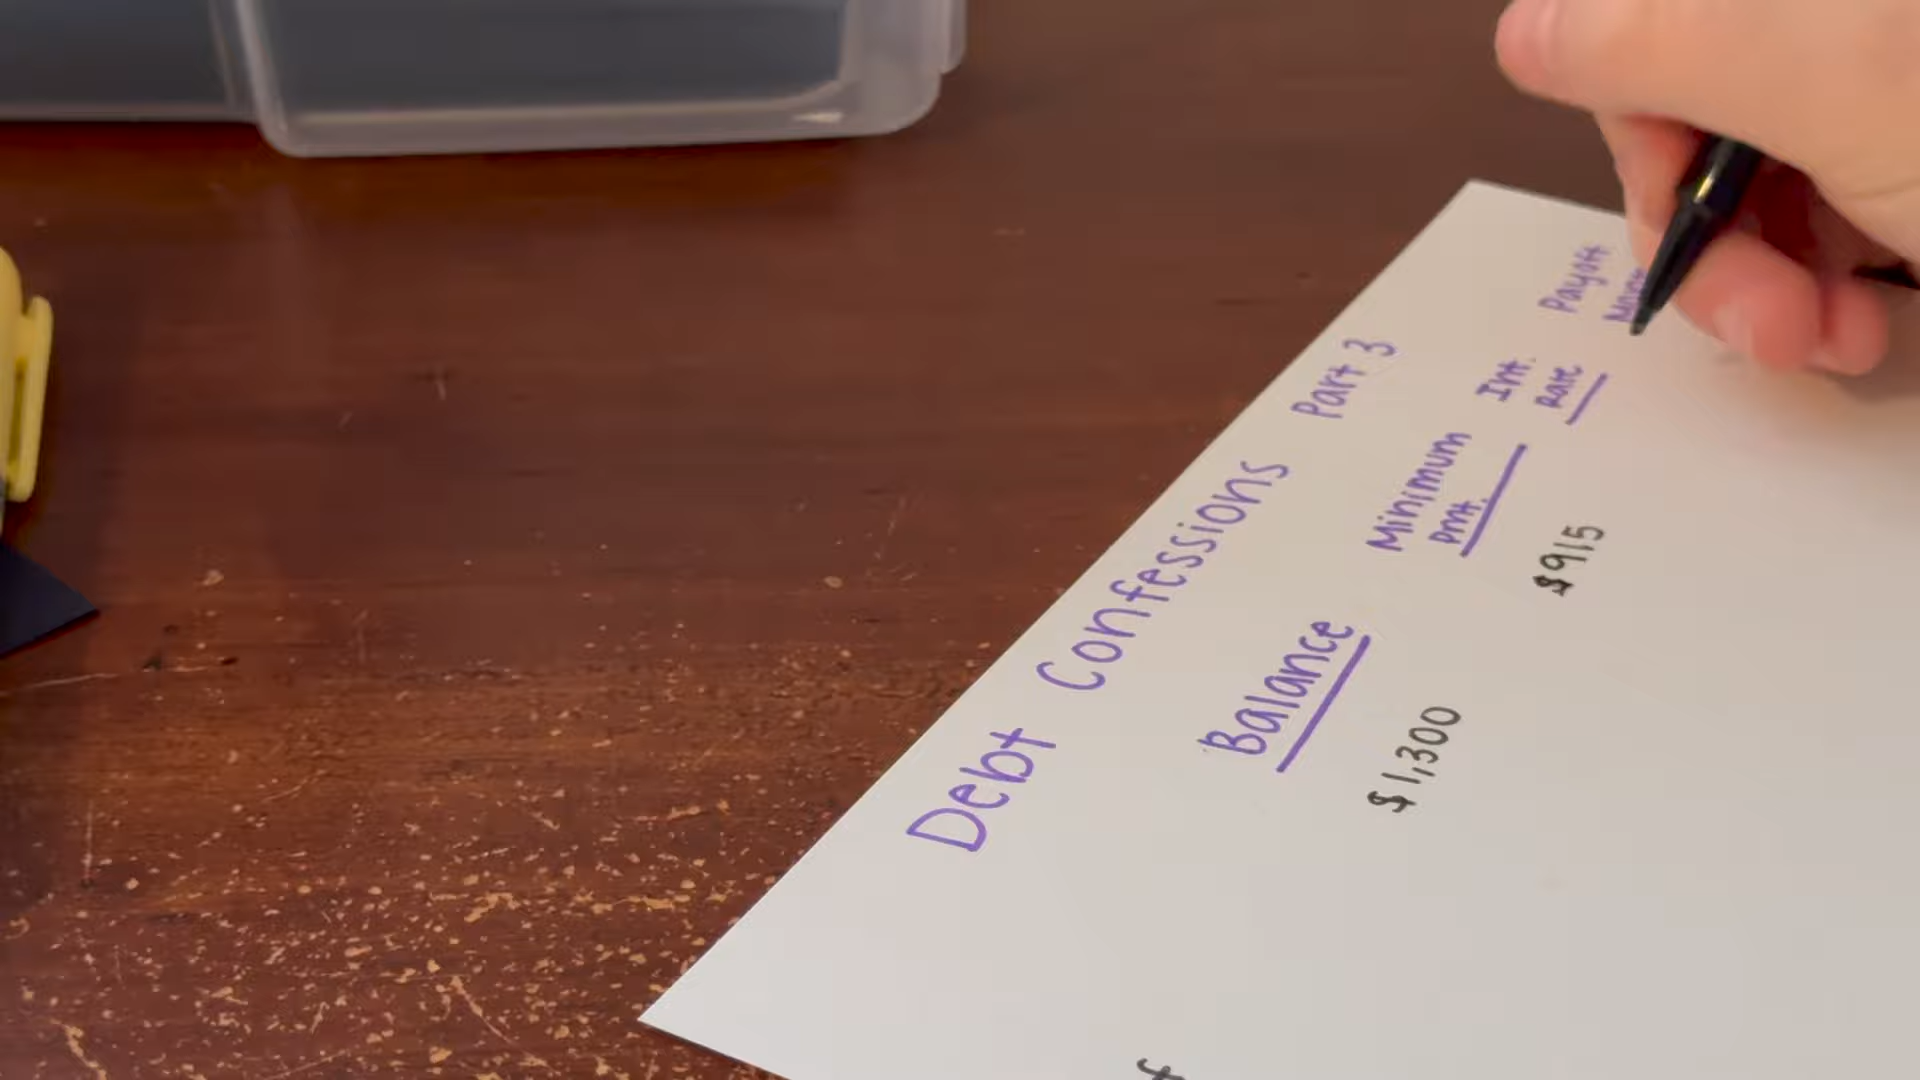 Debt Confessions Part 3
Balance
Minimum
pmt.
Int.
Rate
Payoff
$1,300
$915